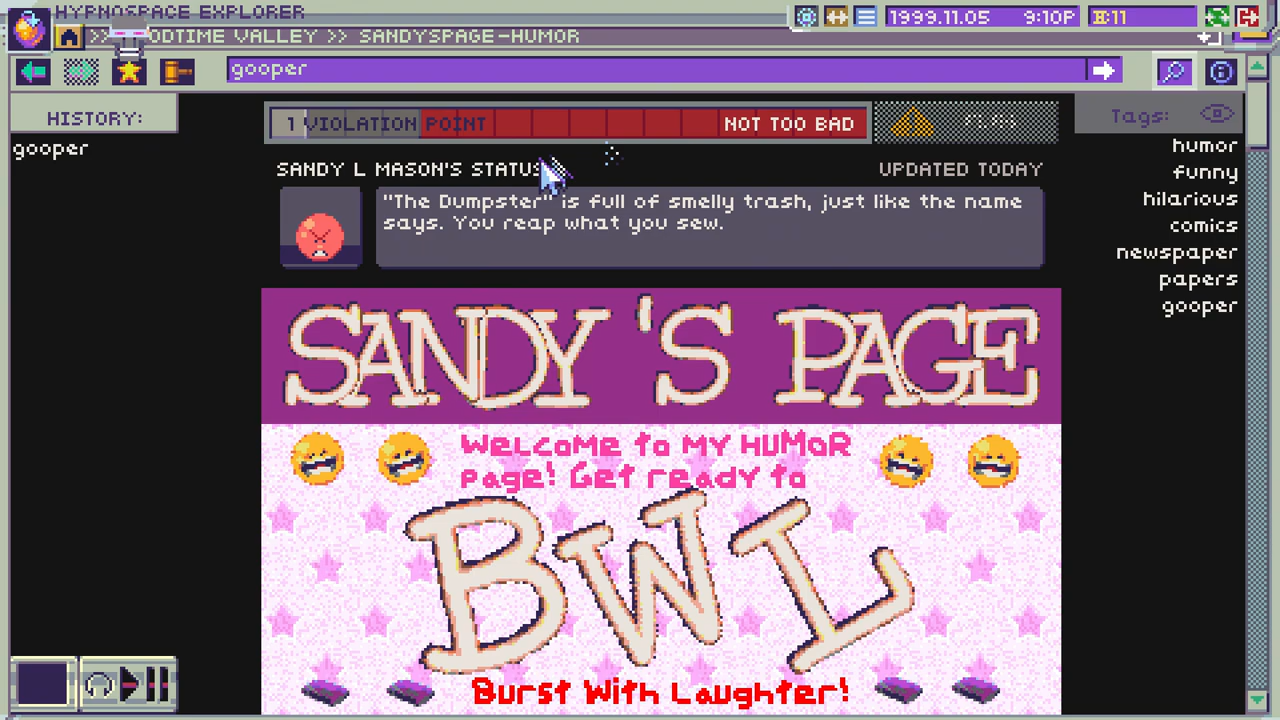 HYPNOSPACE EXPLORER
1999.11.05 9:10P
11
>> ODTIME VALLEY >> SANDYSPAGE-HUMOR
gooper
HISTORY:
gooper
1 VIOLATION POINT
NOT TOO BAD
FLAG
Tags:
humor
funny
hilarious
comics
newspaper
papers
gooper
SANDY L MASON'S STATUS
UPDATED TODAY
"The Dumpster" is full of smelly trash, just like the name
says. You reap what you sew.
SANDY'S PAGE
Welcome to MY HUMOR
page! Get ready to
BWL
Burst With Laughter!